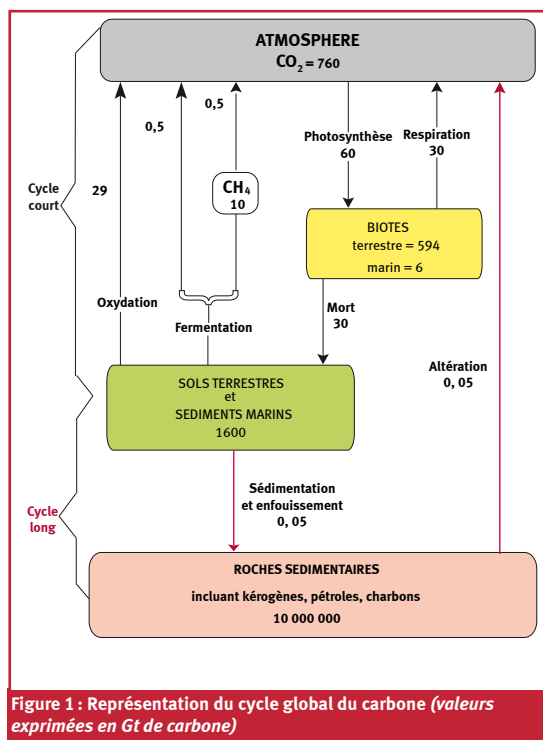 ATMOSPHERE
CO₂ = 760
0,5
0,5
Photosynthèse
60
Respiration
30
Cycle
court
29
CH₄
10
BIOTES
terrestre = 594
marin = 6
Oxydation
Fermentation
Mort
30
Altération
0, 05
SOLS TERRESTRES
et
SEDIMENTS MARINS
1600
Cycle
long
Sédimentation
et enfouissement
0, 05
ROCHES SEDIMENTAIRES
incluant kérogènes, pétroles, charbons
10 000 000
Figure 1 : Représentation du cycle global du carbone (valeurs
exprimées en Gt de carbone)